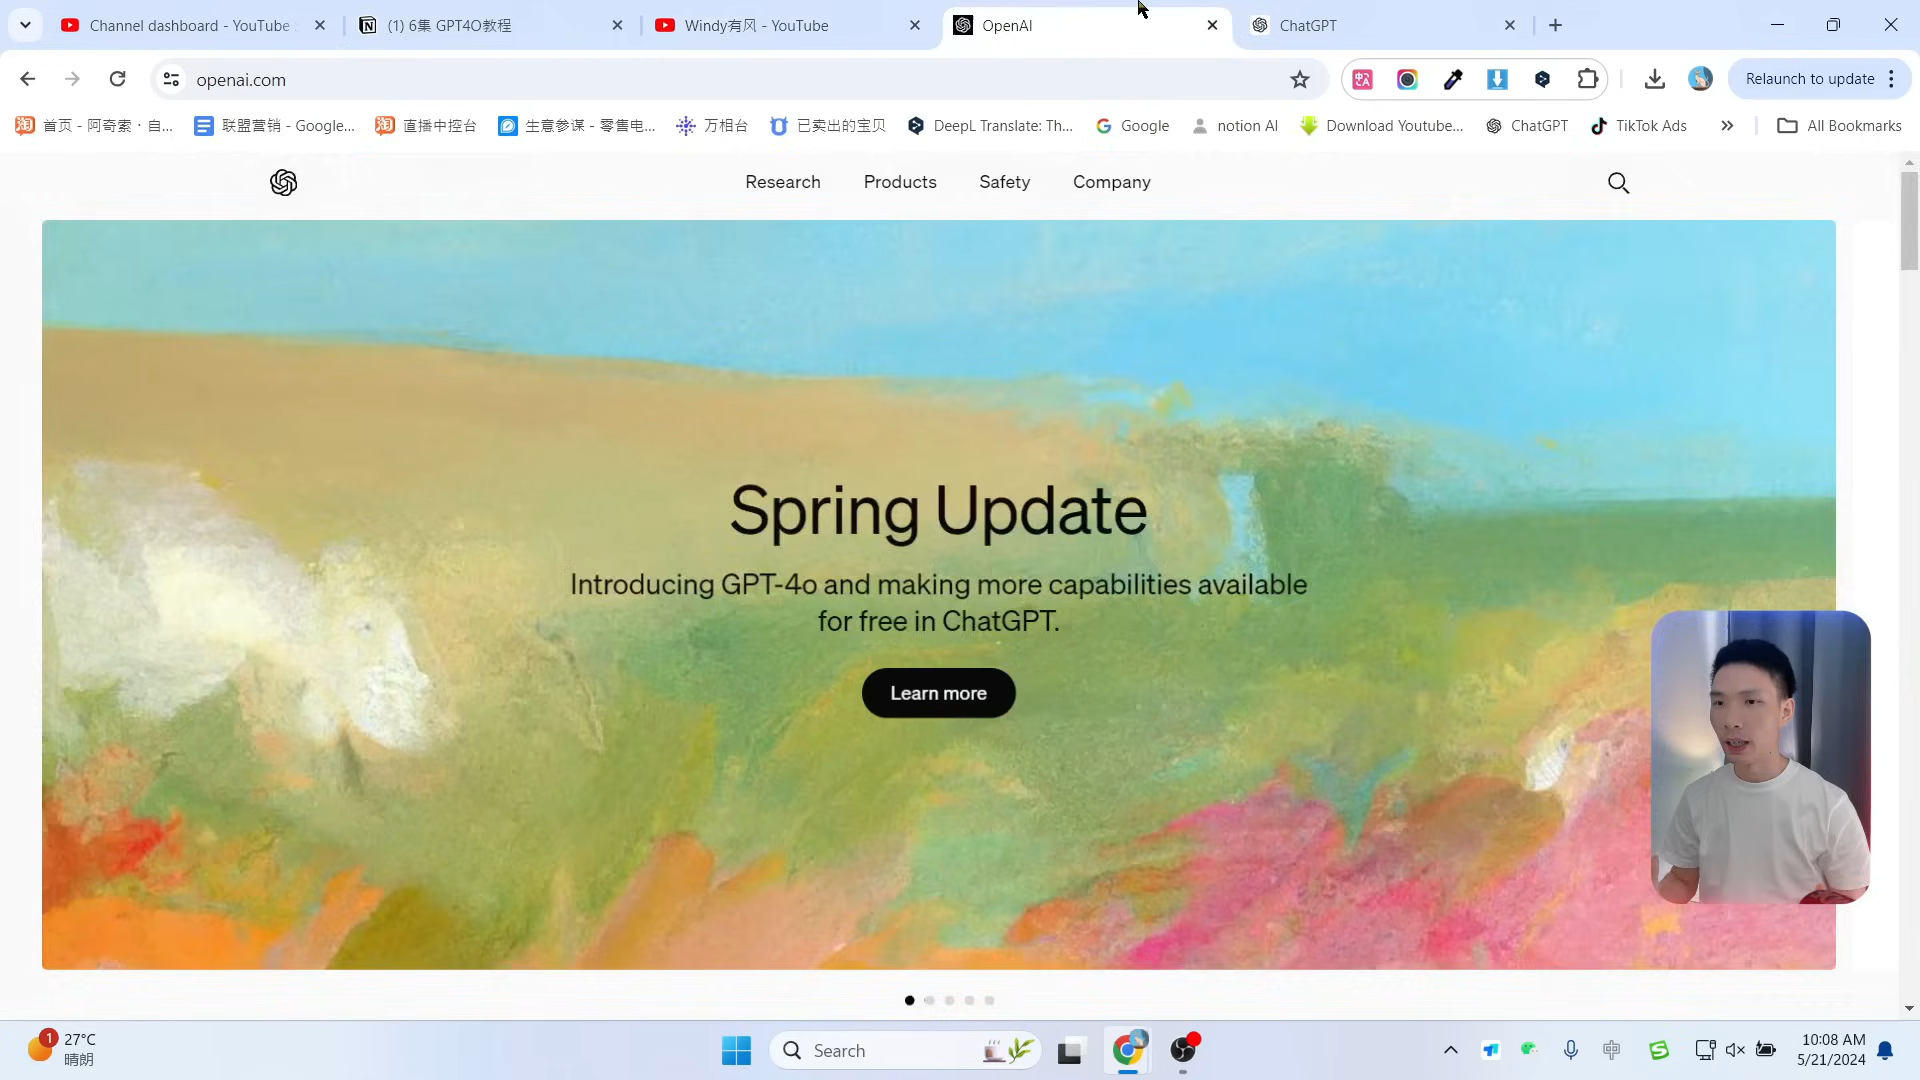 Channel dashboard - YouTube
(1) 6集 GPT4O教程
Windy有风 - YouTube
OpenAI
ChatGPT
openai.com
Relaunch to update
首页 - 阿奇索 · 自...
联盟营销 - Google...
直播中控台
生意参谋 - 零售电...
万相台
已卖出的宝贝
DeepL Translate: Th...
Google
notion AI
Download Youtube...
ChatGPT
TikTok Ads
All Bookmarks
Research
Products
Safety
Company
Spring Update
Introducing GPT-4o and making more capabilities available
for free in ChatGPT.
Learn more
1
27°C
晴朗
Search
中
10:08 AM
5/21/2024